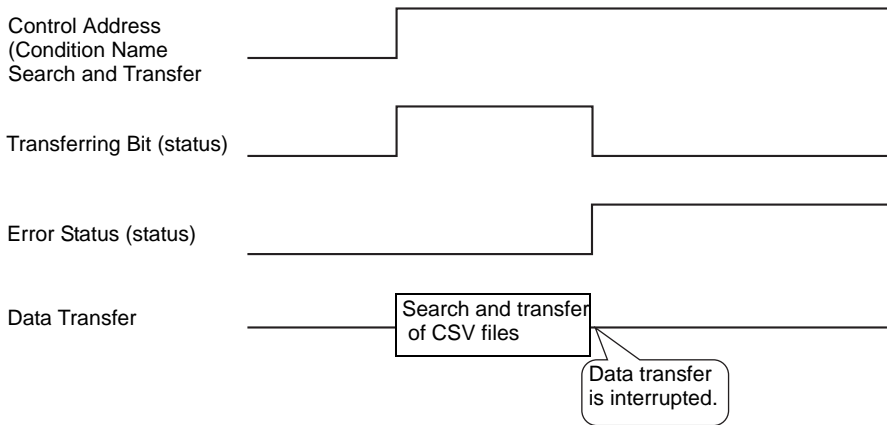 Control Address
(Condition Name
Search and Transfer
Transferring Bit (status)
Error Status (status)
Data Transfer
Search and transfer
of CSV files
Data transfer
is interrupted.